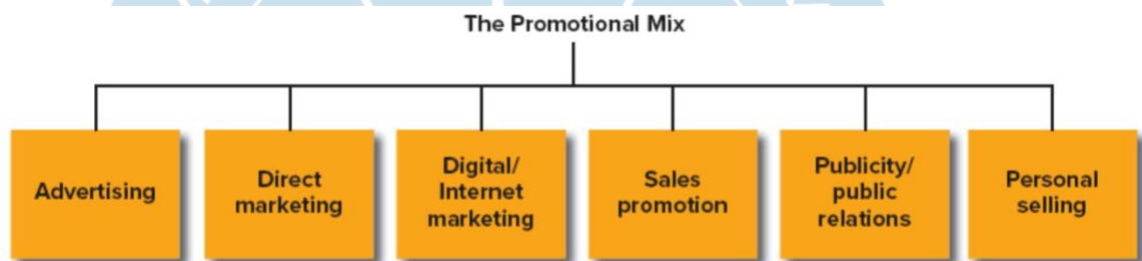 The Promotional Mix
Advertising
Direct
marketing
Digital/
Internet
marketing
Sales
promotion
Publicity/
public
relations
Personal
selling